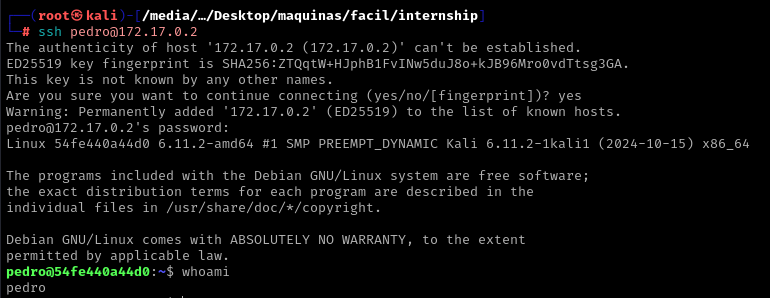 ┌──(root㉿kali)-[/media/…/Desktop/maquinas/facil/internship]
└─# ssh pedro@172.17.0.2
The authenticity of host '172.17.0.2 (172.17.0.2)' can't be established.
ED25519 key fingerprint is SHA256:ZTQqtW+HJphB1FvINw5duJ8o+kJB96Mro0vdTtsg3GA.
This key is not known by any other names.
Are you sure you want to continue connecting (yes/no/[fingerprint])? yes
Warning: Permanently added '172.17.0.2' (ED25519) to the list of known hosts.
pedro@172.17.0.2's password:
Linux 54fe440a44d0 6.11.2-amd64 #1 SMP PREEMPT_DYNAMIC Kali 6.11.2-1kali1 (2024-10-15) x86_64

The programs included with the Debian GNU/Linux system are free software;
the exact distribution terms for each program are described in the
individual files in /usr/share/doc/*/copyright.

Debian GNU/Linux comes with ABSOLUTELY NO WARRANTY, to the extent
permitted by applicable law.
pedro@54fe440a44d0:~$ whoami
pedro